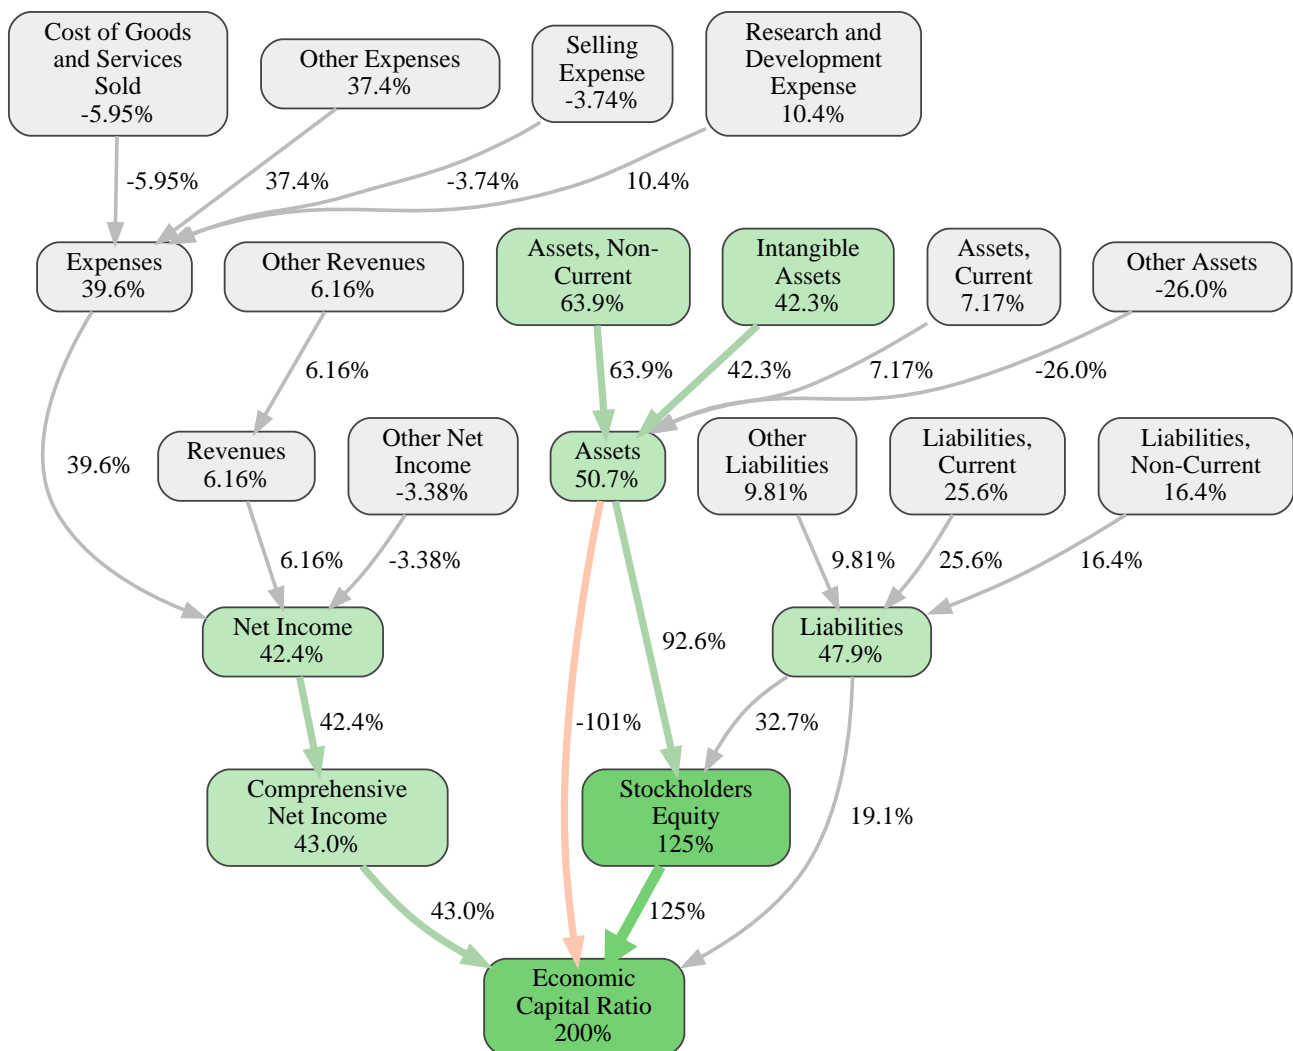 Cost of Goods
and Services
Sold
-5.95%
Other Expenses
37.4%
Selling
Expense
-3.74%
Research and
Development
Expense
10.4%
-5.95%
37.4%
-3.74%
10.4%
Expenses
39.6%
Other Revenues
6.16%
Assets, Non-
Current
63.9%
Intangible
Assets
42.3%
Assets,
Current
7.17%
Other Assets
-26.0%
6.16%
63.9%
42.3%
7.17%
-26.0%
39.6%
Revenues
6.16%
Other Net
Income
-3.38%
Assets
50.7%
Other
Liabilities
9.81%
Liabilities,
Current
25.6%
Liabilities,
Non-Current
16.4%
6.16%
-3.38%
9.81%
25.6%
16.4%
Net Income
42.4%
92.6%
Liabilities
47.9%
42.4%
-101%
32.7%
Comprehensive
Net Income
43.0%
Stockholders
Equity
125%
19.1%
43.0%
125%
Economic
Capital Ratio
200%